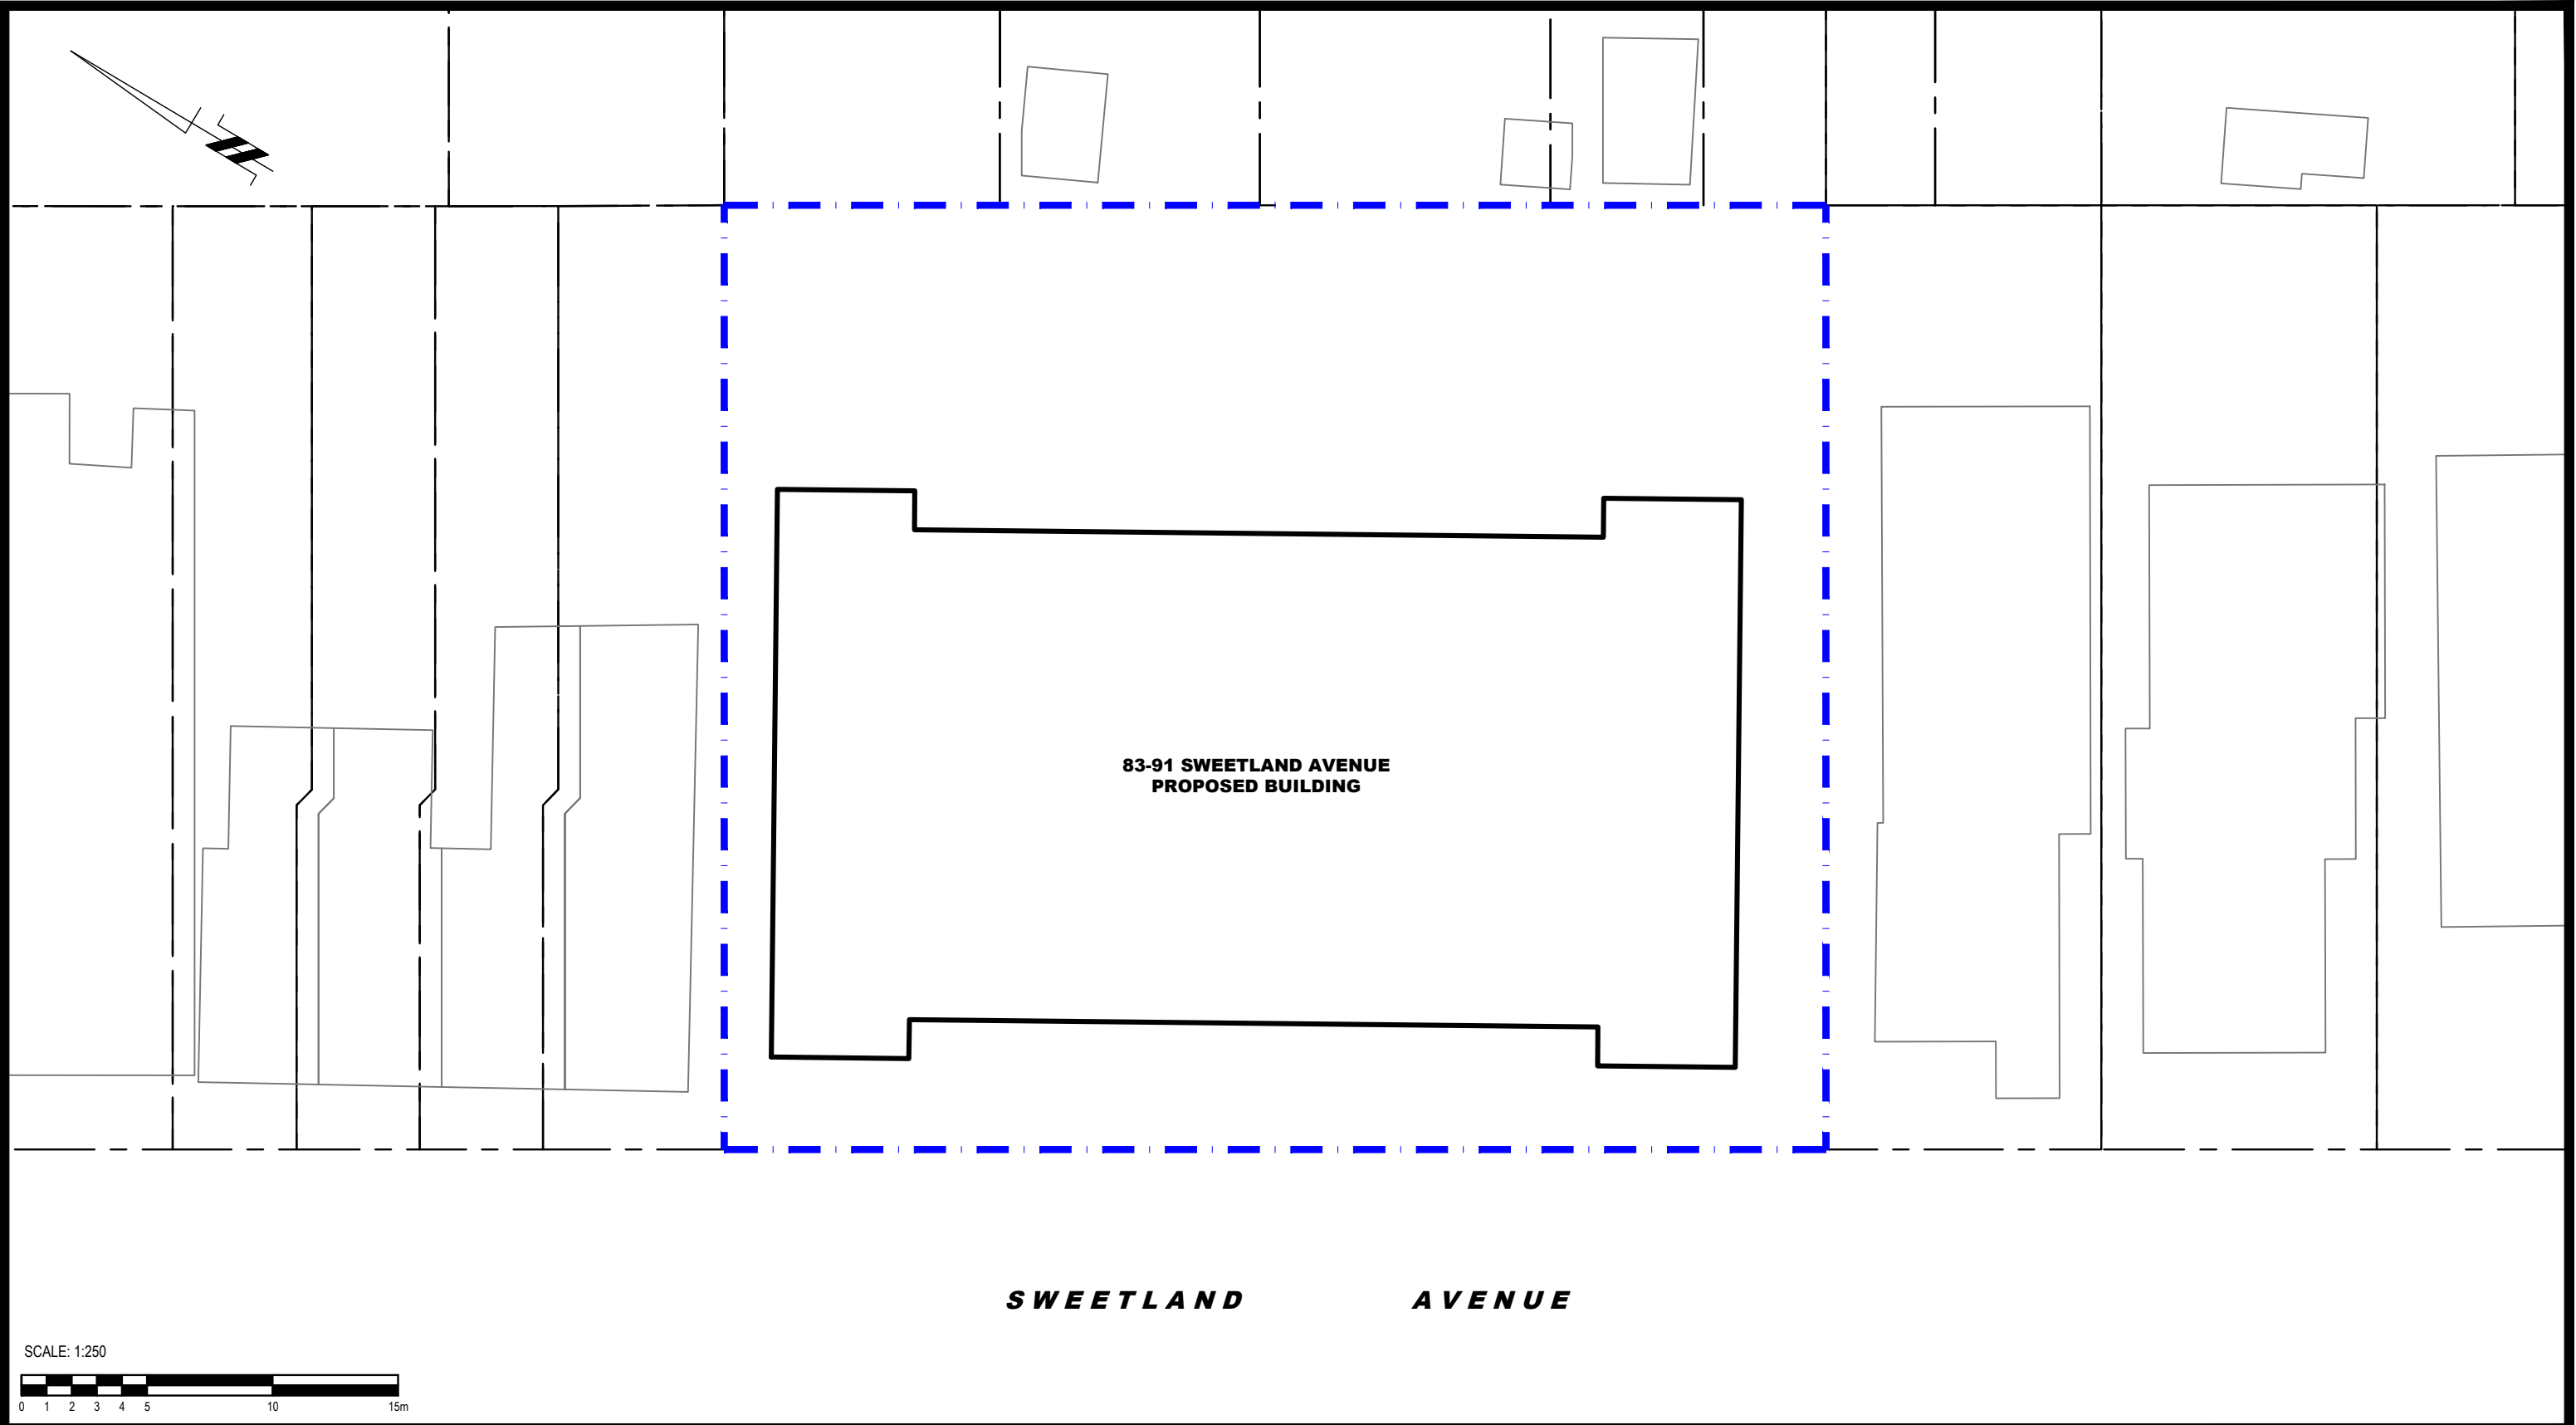 83-91 SWEETLAND AVENUE
PROPOSED BUILDING
SWEETLAND AVENUE
SCALE: 1:250
0 1 2 3 4 5 10 15m